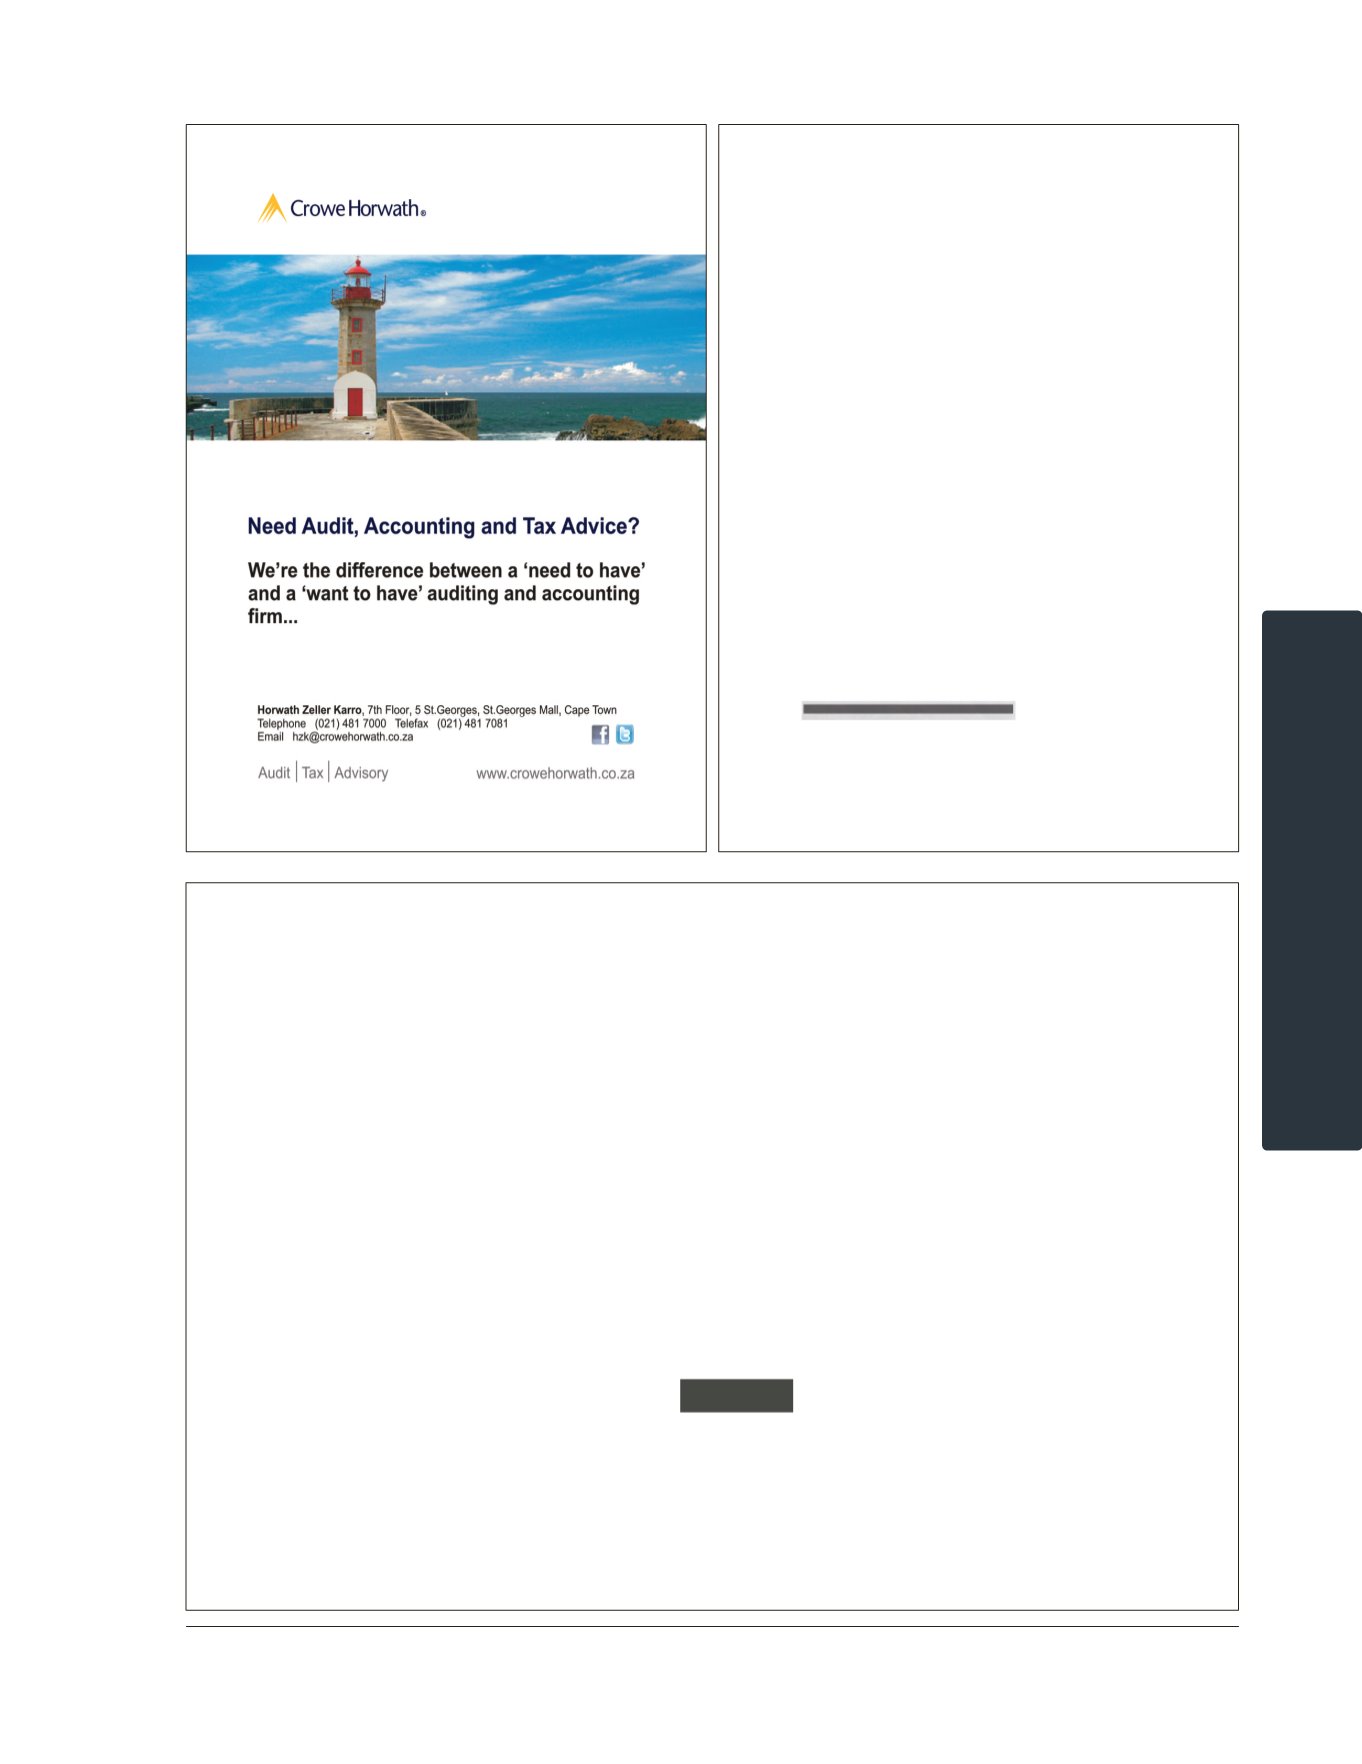 Crowe Horwath®
Need Audit, Accounting and Tax Advice?
We’re the difference between a ‘need to have’
and a ‘want to have’ auditing and accounting
firm...
Horwath Zeller Karro, 7th Floor, 5 St.Georges, St.Georges Mall, Cape Town
Telephone (021) 481 7000 Telefax (021) 481 7081
Email hzk@crowehorwath.co.za
Audit | Tax | Advisory www.crowehorwath.co.za